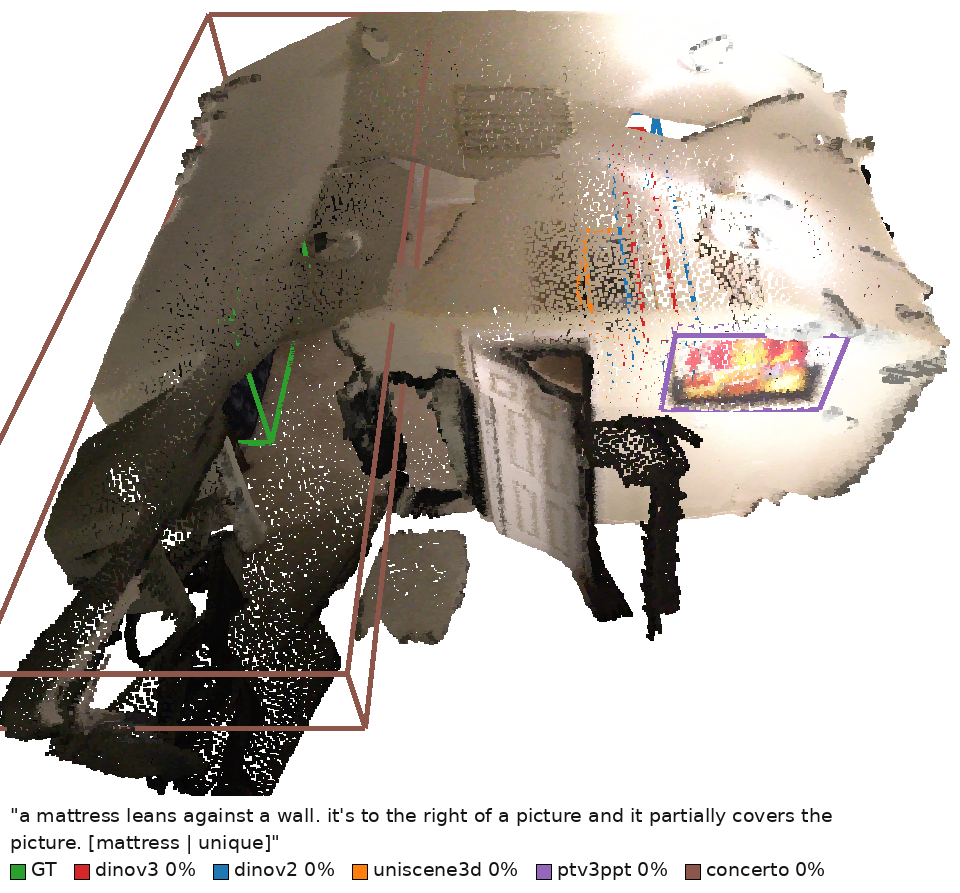 "a mattress leans against a wall. it's to the right of a picture and it partially covers the
picture. [mattress | unique]"
GT dinov3 0% dinov2 0% uniscene3d 0% ptv3ppt 0% concerto 0%